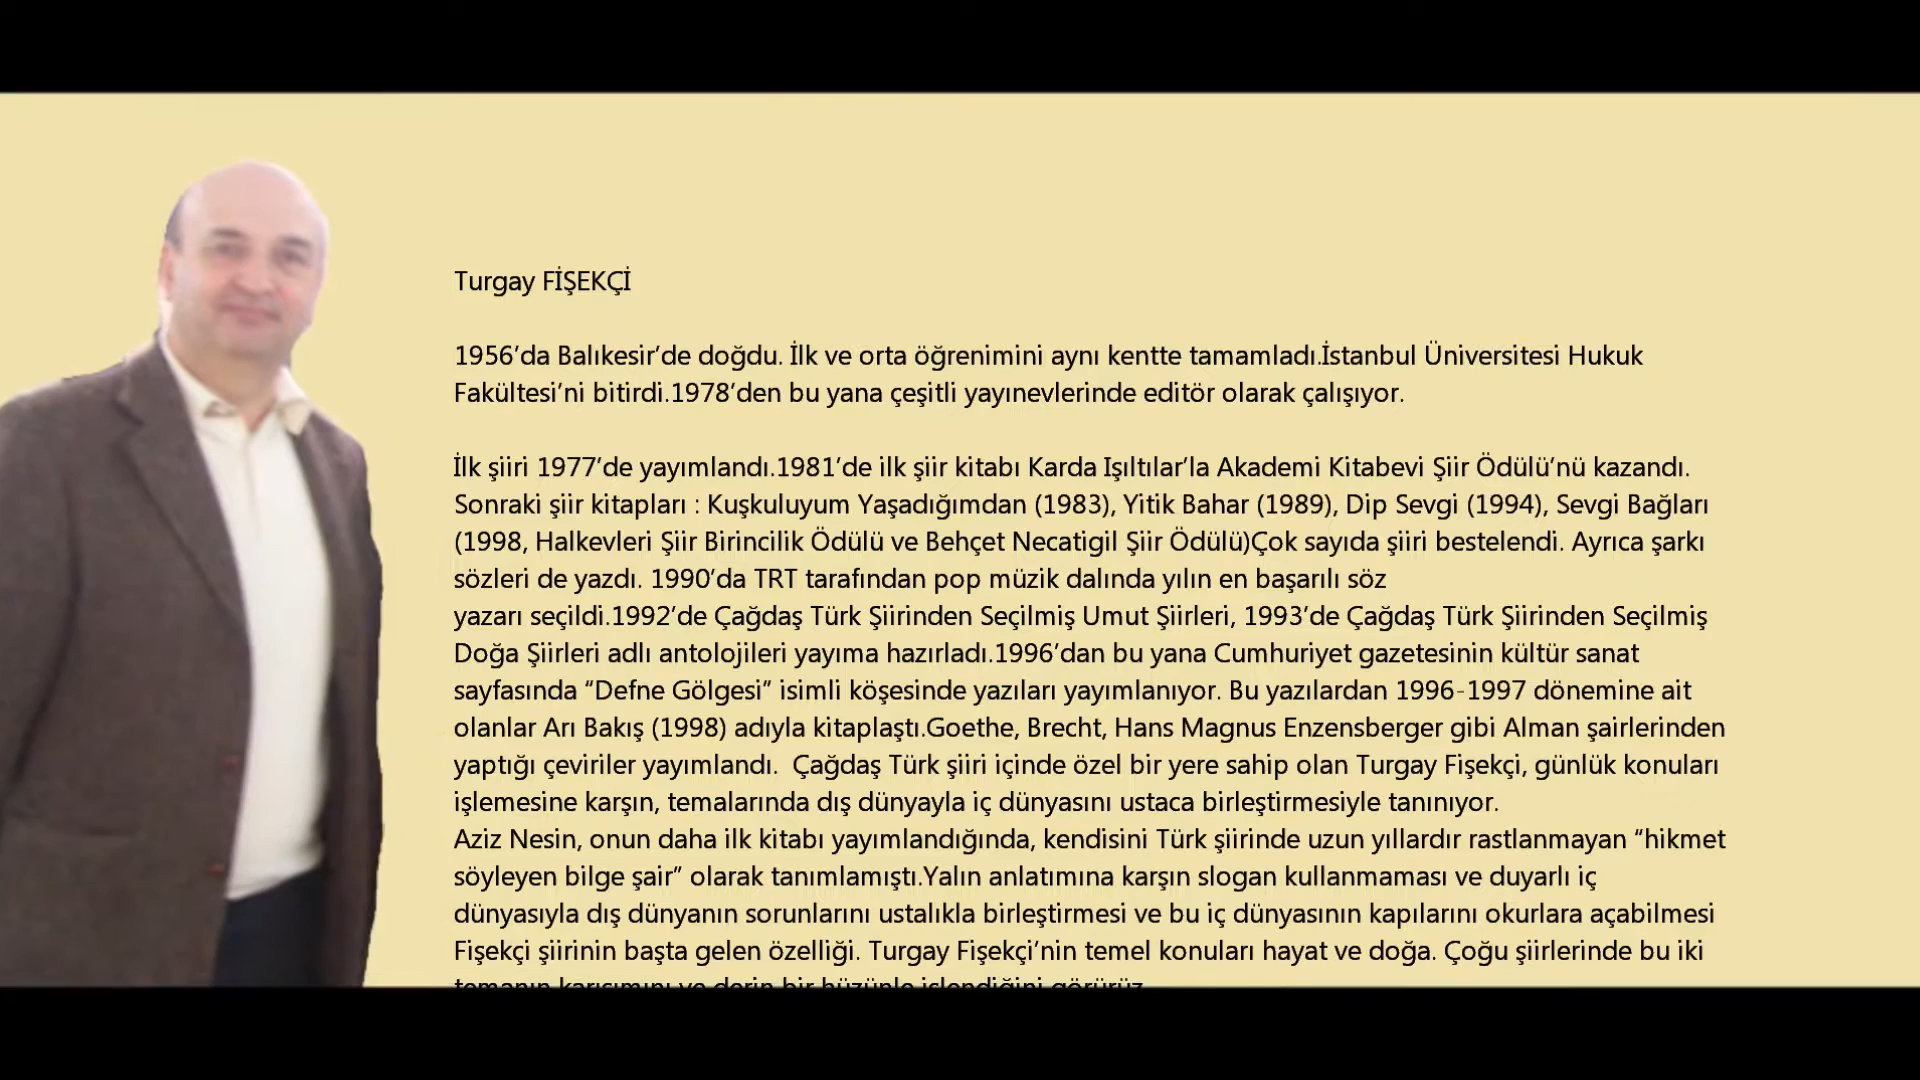 Turgay FİŞEKÇİ
1956’da Balıkesir’de doğdu. İlk ve orta öğrenimini aynı kentte tamamladı.İstanbul Üniversitesi Hukuk
Fakültesi’ni bitirdi.1978’den bu yana çeşitli yayınevlerinde editör olarak çalışıyor.
İlk şiiri 1977’de yayımlandı.1981’de ilk şiir kitabı Karda Işıltılar’la Akademi Kitabevi Şiir Ödülü’nü kazandı.
Sonraki şiir kitapları : Kuşkuluyum Yaşadığımdan (1983), Yitik Bahar (1989), Dip Sevgi (1994), Sevgi Bağları
(1998, Halkevleri Şiir Birincilik Ödülü ve Behçet Necatigil Şiir Ödülü)Çok sayıda şiiri bestelendi. Ayrıca şarkı
sözleri de yazdı. 1990’da TRT tarafından pop müzik dalında yılın en başarılı söz
yazarı seçildi.1992’de Çağdaş Türk Şiirinden Seçilmiş Umut Şiirleri, 1993’de Çağdaş Türk Şiirinden Seçilmiş
Doğa Şiirleri adlı antolojileri yayıma hazırladı.1996’dan bu yana Cumhuriyet gazetesinin kültür sanat
sayfasında “Defne Gölgesi” isimli köşesinde yazıları yayımlanıyor. Bu yazılardan 1996-1997 dönemine ait
olanlar Arı Bakış (1998) adıyla kitaplaştı.Goethe, Brecht, Hans Magnus Enzensberger gibi Alman şairlerinden
yaptığı çeviriler yayımlandı.  Çağdaş Türk şiiri içinde özel bir yere sahip olan Turgay Fişekçi, günlük konuları
işlemesine karşın, temalarında dış dünyayla iç dünyasını ustaca birleştirmesiyle tanınıyor.
Aziz Nesin, onun daha ilk kitabı yayımlandığında, kendisini Türk şiirinde uzun yıllardır rastlanmayan “hikmet
söyleyen bilge şair” olarak tanımlamıştı.Yalın anlatımına karşın slogan kullanmaması ve duyarlı iç
dünyasıyla dış dünyanın sorunlarını ustalıkla birleştirmesi ve bu iç dünyasının kapılarını okurlara açabilmesi
Fişekçi şiirinin başta gelen özelliği. Turgay Fişekçi’nin temel konuları hayat ve doğa. Çoğu şiirlerinde bu iki
temanın karışımını ve derin bir hüzünle işlendiğini görürüz